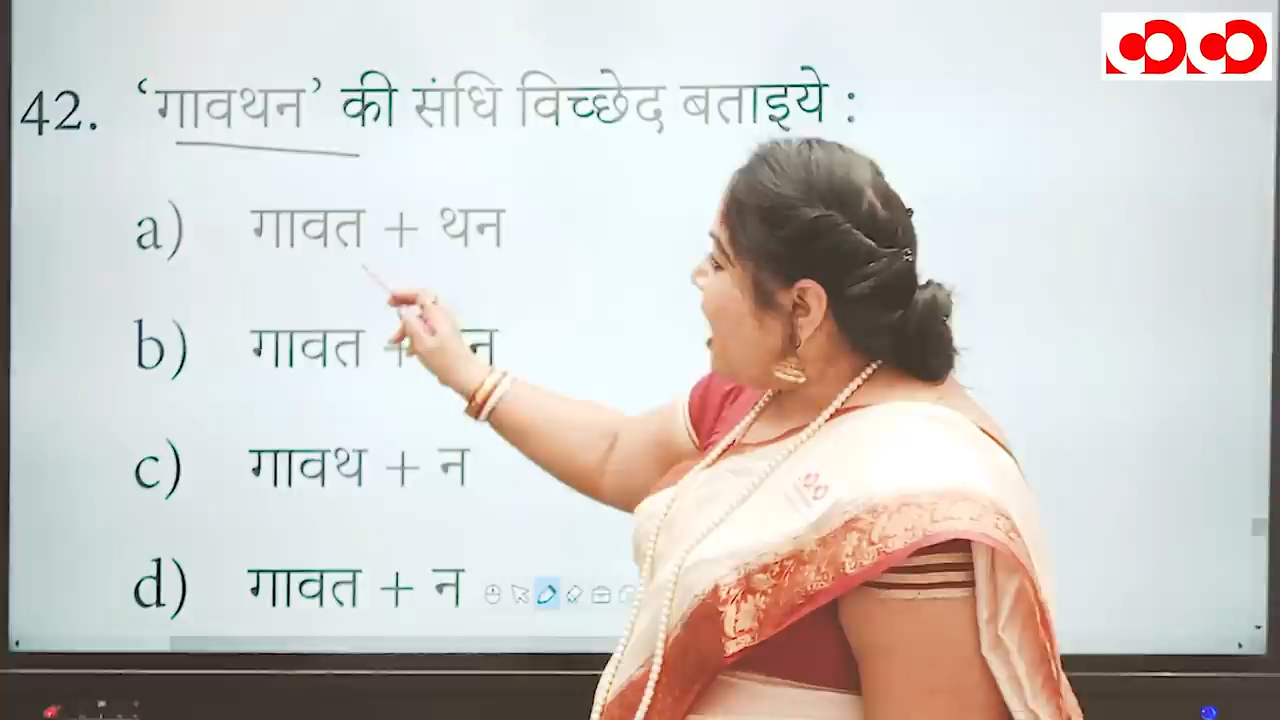 42. ‘गावथन’ की संधि विच्छेद बताइये :
a) गावत + थन
b) गावत + न
c) गावथ + न
d) गावत + न